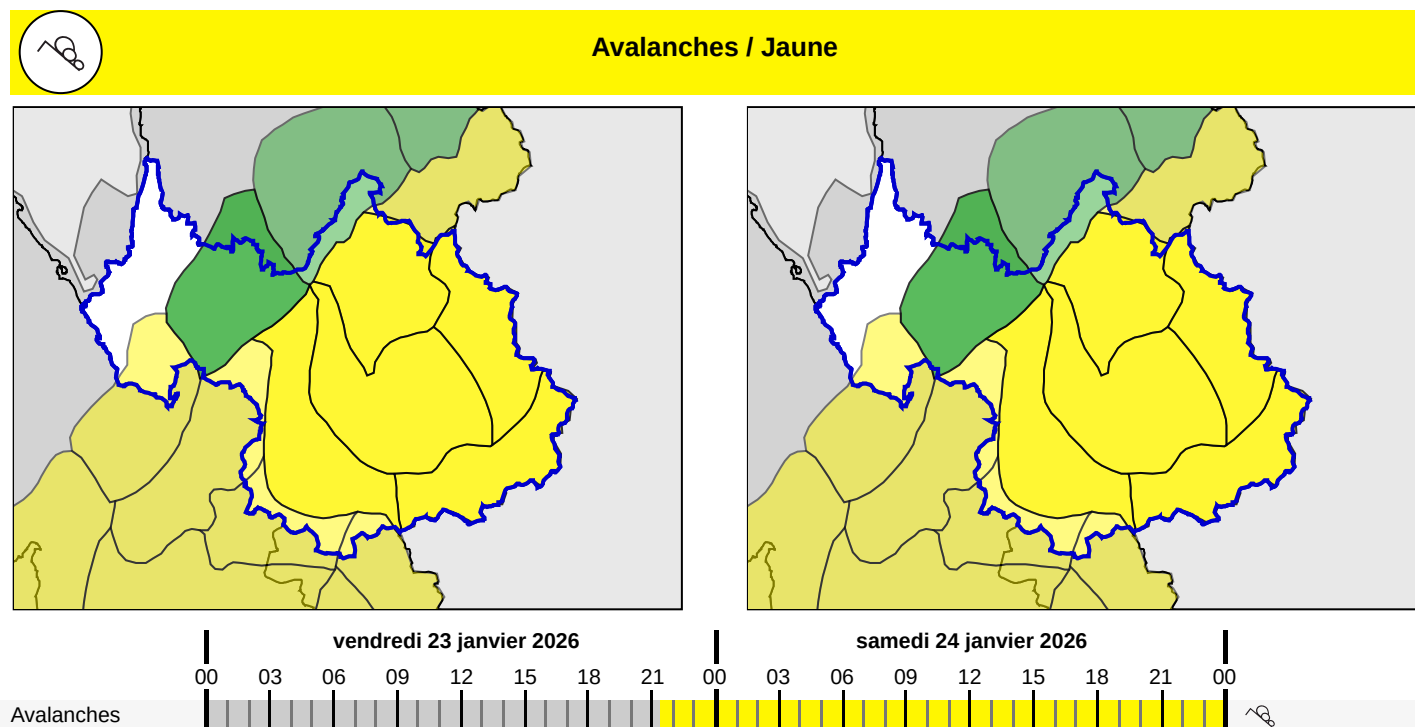 Avalanches / Jaune
vendredi 23 janvier 2026 samedi 24 janvier 2026
00 03 06 09 12 15 18 21 00 03 06 09 12 15 18 21 00
Avalanches